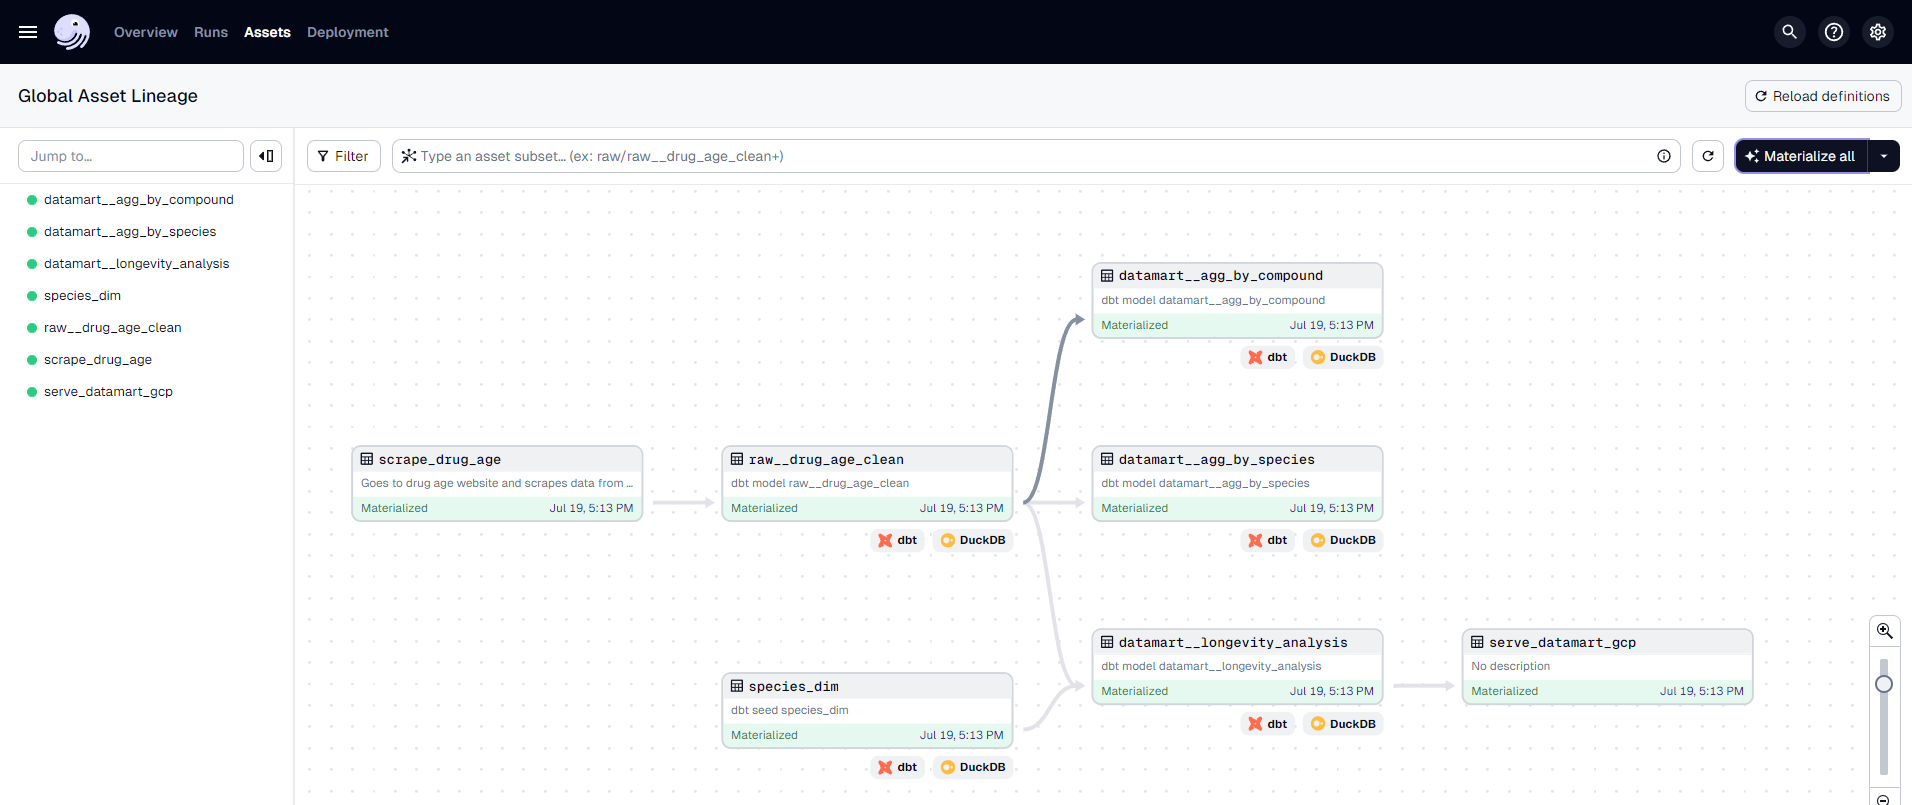 Overview Runs Assets Deployment
Global Asset Lineage
Reload definitions
Jump to…
Filter
Type an asset subset… (ex: raw/raw__drug_age_clean+)
Materialize all
datamart__agg_by_compound
datamart__agg_by_species
datamart__longevity_analysis
species_dim
raw__drug_age_clean
scrape_drug_age
serve_datamart_gcp
datamart__agg_by_compound
dbt model datamart__agg_by_compound
Materialized Jul 19, 5:13 PM
dbt DuckDB
scrape_drug_age
Goes to drug age website and scrapes data from …
Materialized Jul 19, 5:13 PM
raw__drug_age_clean
dbt model raw__drug_age_clean
Materialized Jul 19, 5:13 PM
dbt DuckDB
datamart__agg_by_species
dbt model datamart__agg_by_species
Materialized Jul 19, 5:13 PM
dbt DuckDB
species_dim
dbt seed species_dim
Materialized Jul 19, 5:13 PM
dbt DuckDB
datamart__longevity_analysis
dbt model datamart__longevity_analysis
Materialized Jul 19, 5:13 PM
dbt DuckDB
serve_datamart_gcp
No description
Materialized Jul 19, 5:13 PM